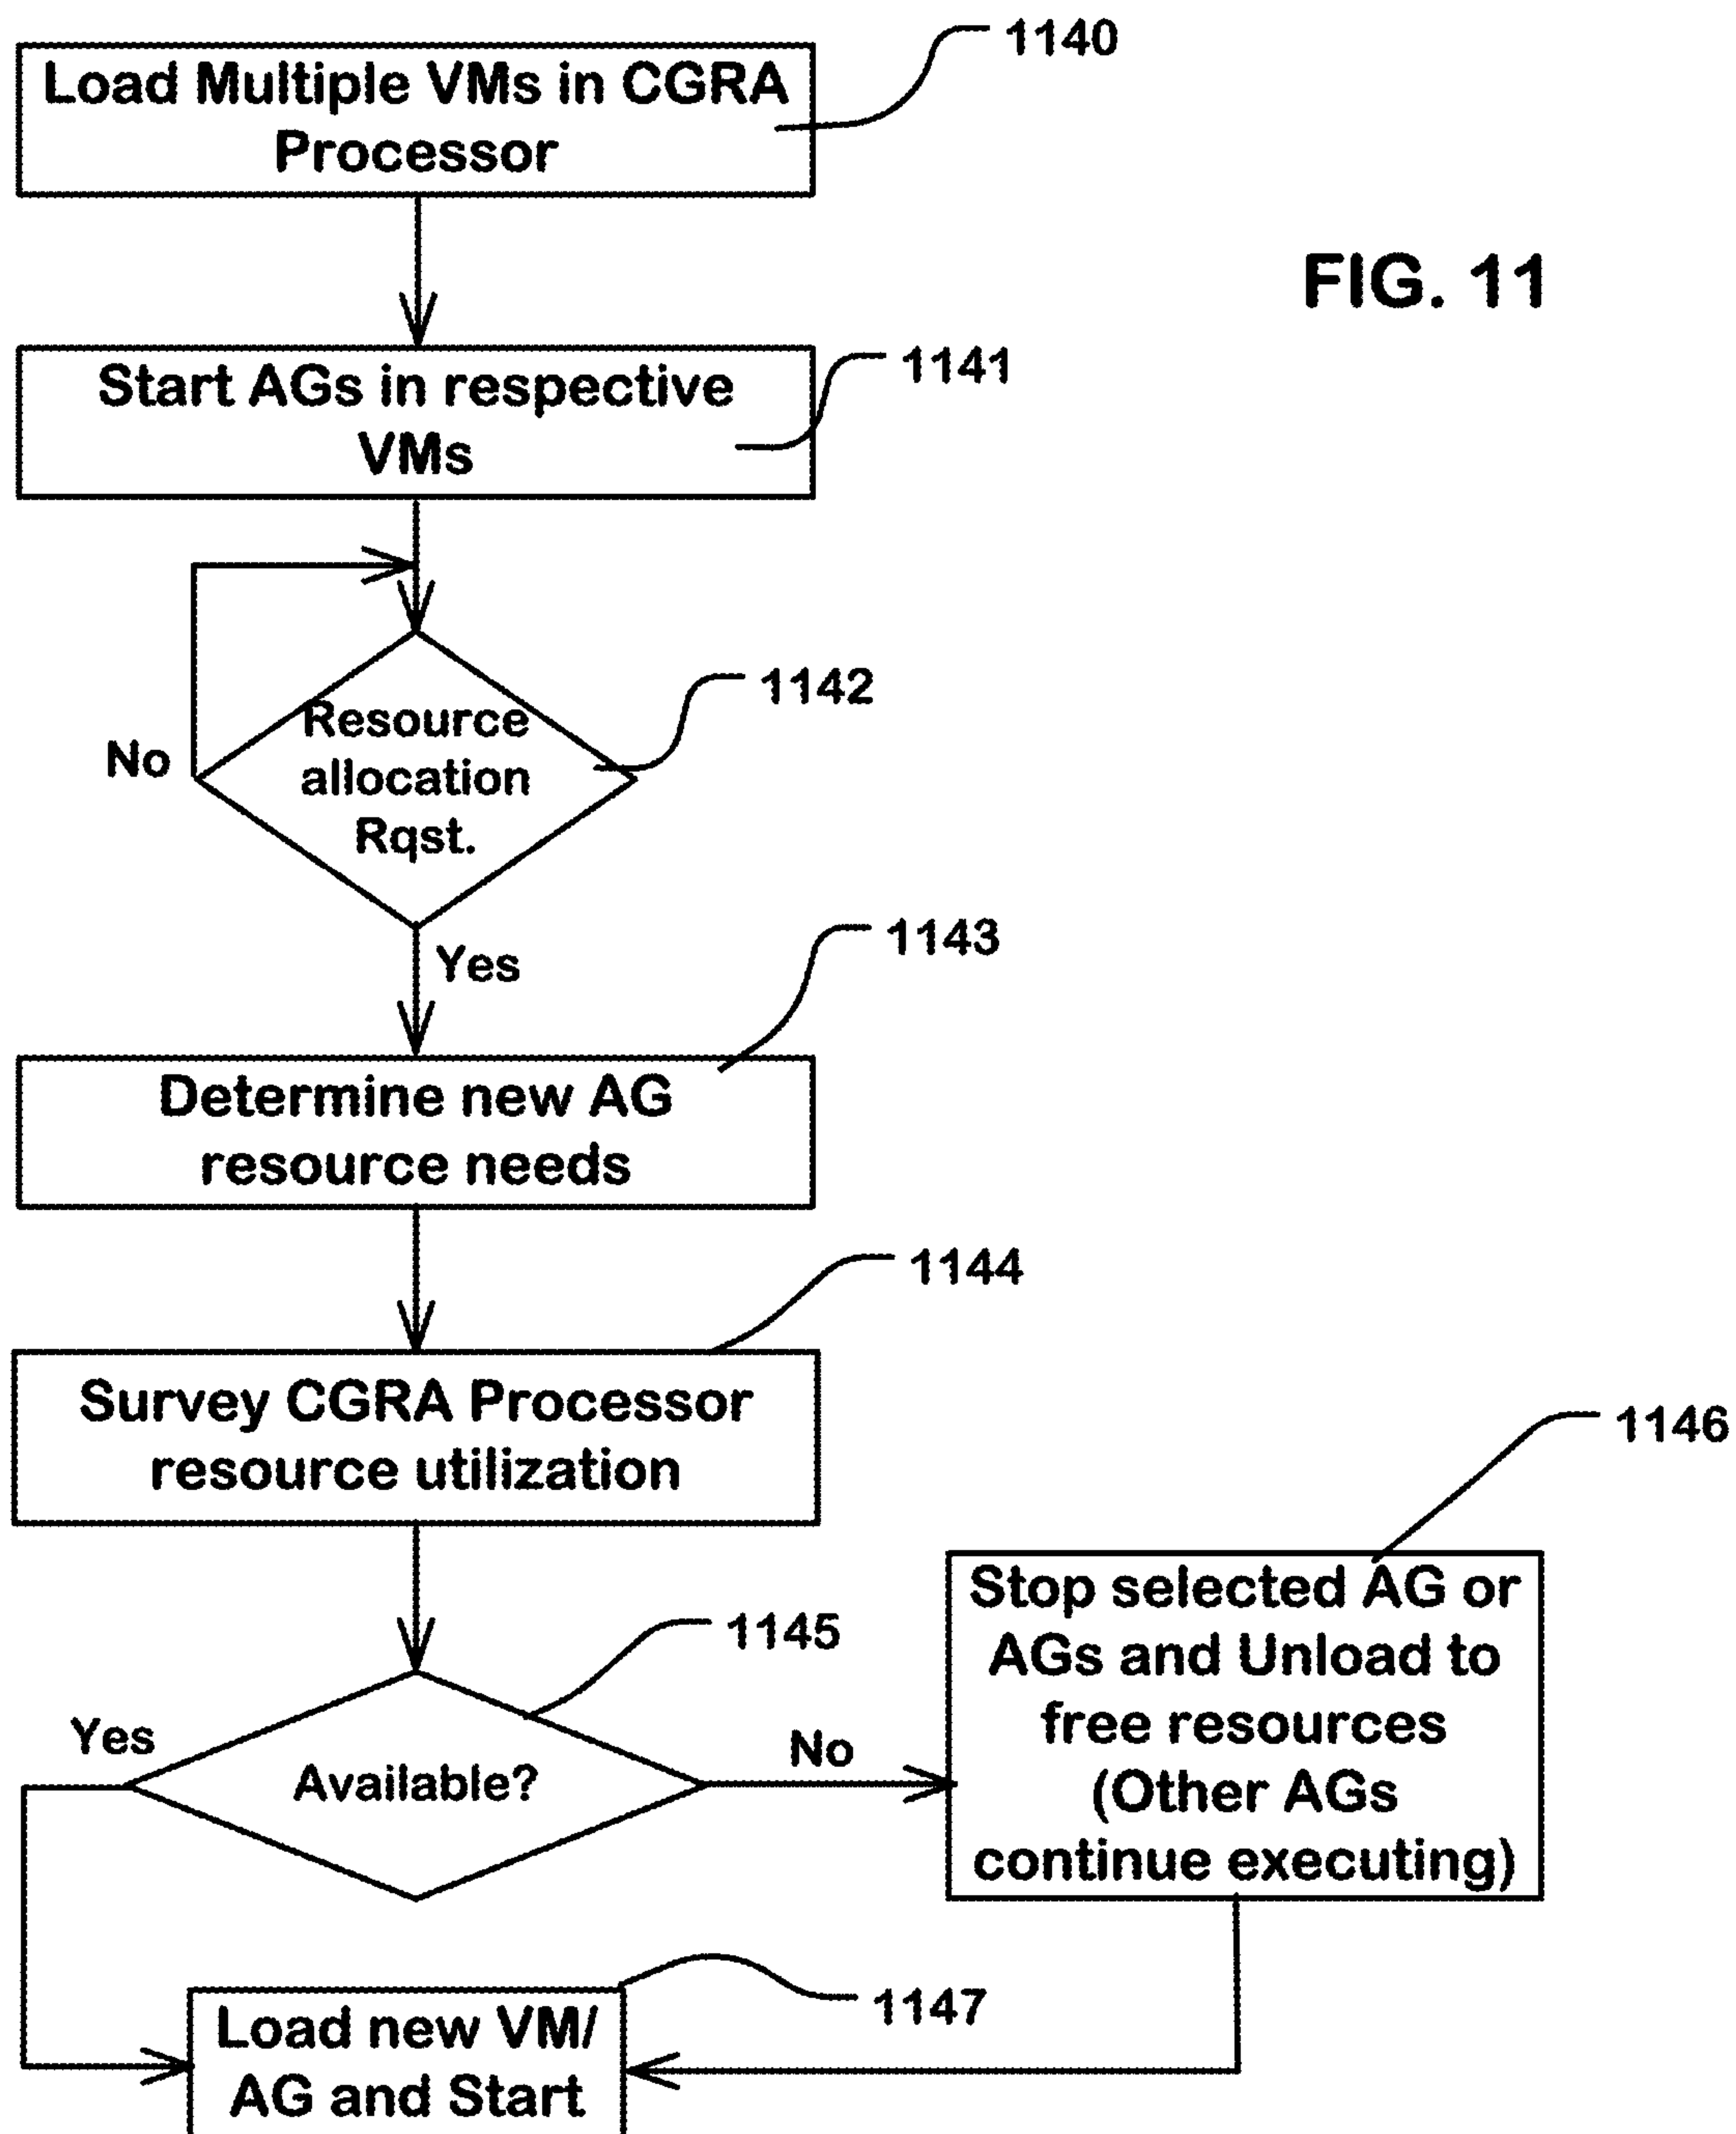 1140
Load Multiple VMs in CGRA
Processor
FIG. 11
1141
Start AGs in respective
VMs
1142
Resource
allocation
Rqst.
No
Yes
1143
Determine new AG
resource needs
1144
Survey CGRA Processor
resource utilization
1145
Available?
Yes
No
1146
Stop selected AG or
AGs and Unload to
free resources
(Other AGs
continue executing)
1147
Load new VM/
AG and Start